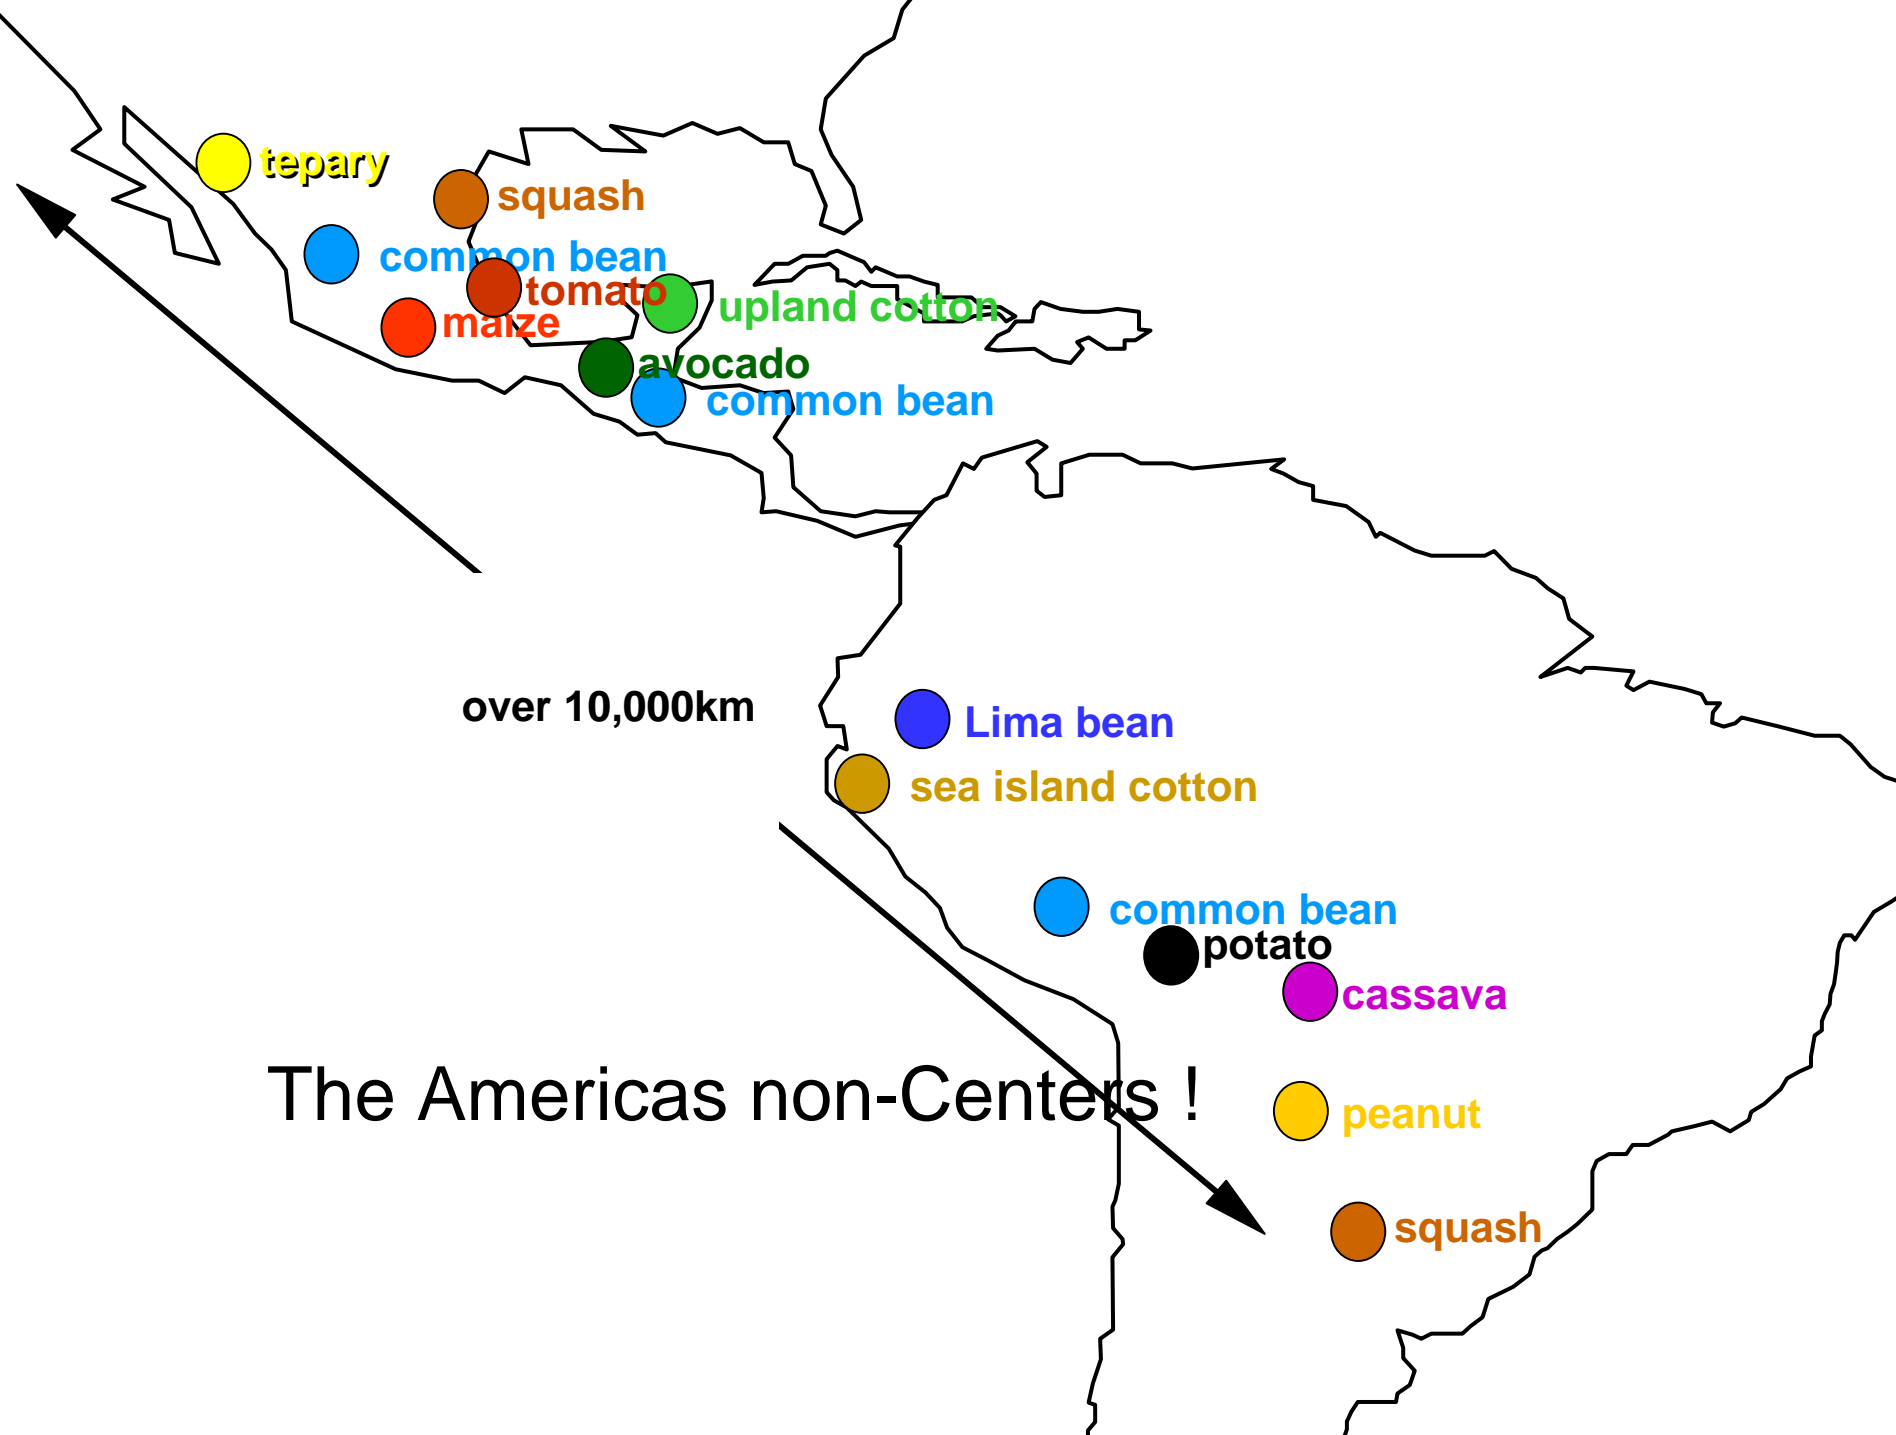 tepary
squash
common bean
tomato
upland cotton
maize
avocado
common bean
over 10,000km
Lima bean
sea island cotton
common bean
potato
cassava
The Americas non-Centers !
peanut
squash